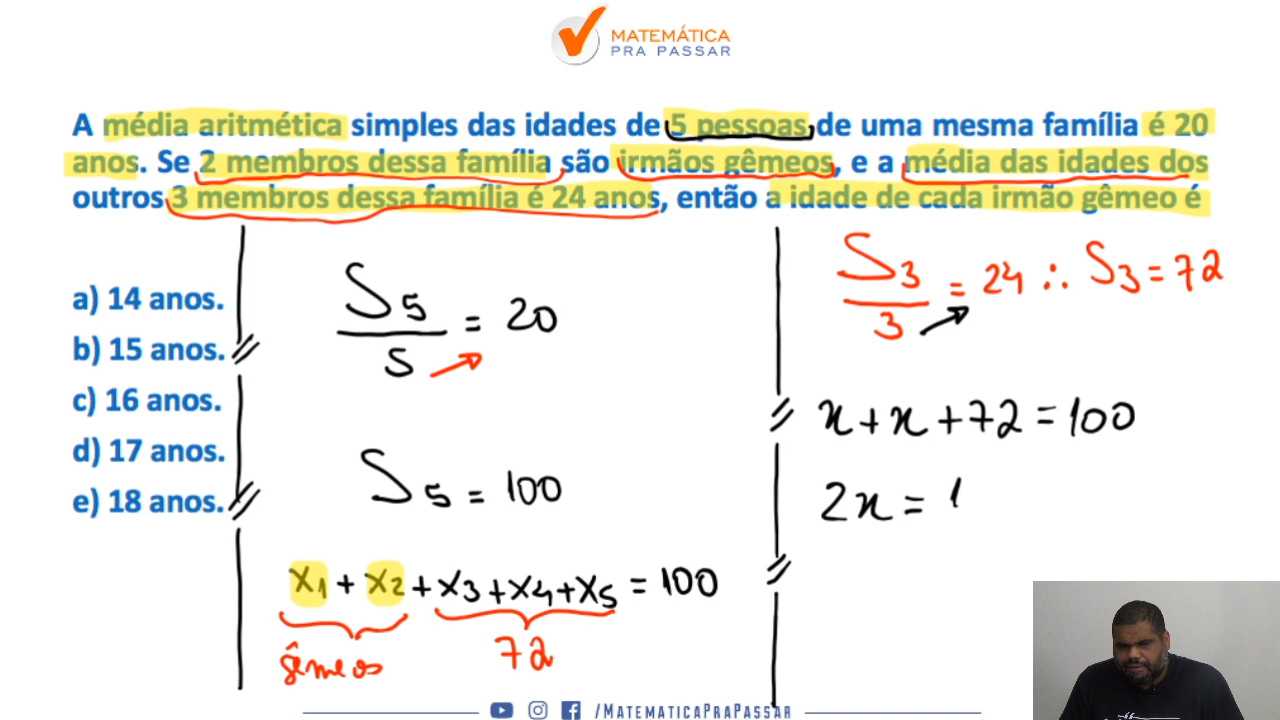 MATEMÁTICA
PRA PASSAR
A média aritmética simples das idades de 5 pessoas de uma mesma família é 20
anos. Se 2 membros dessa família são irmãos gêmeos, e a média das idades dos
outros 3 membros dessa família é 24 anos, então a idade de cada irmão gêmeo é
a) 14 anos.
b) 15 anos.
c) 16 anos.
d) 17 anos.
e) 18 anos.
S5/5 = 20
S5 = 100
x1 + x2 + x3 + x4 + x5 = 100
gêmeos
72
S3/3 = 24 ∴ S3 = 72
x + x + 72 = 100
2x = 1
/MatematicaPraPassar